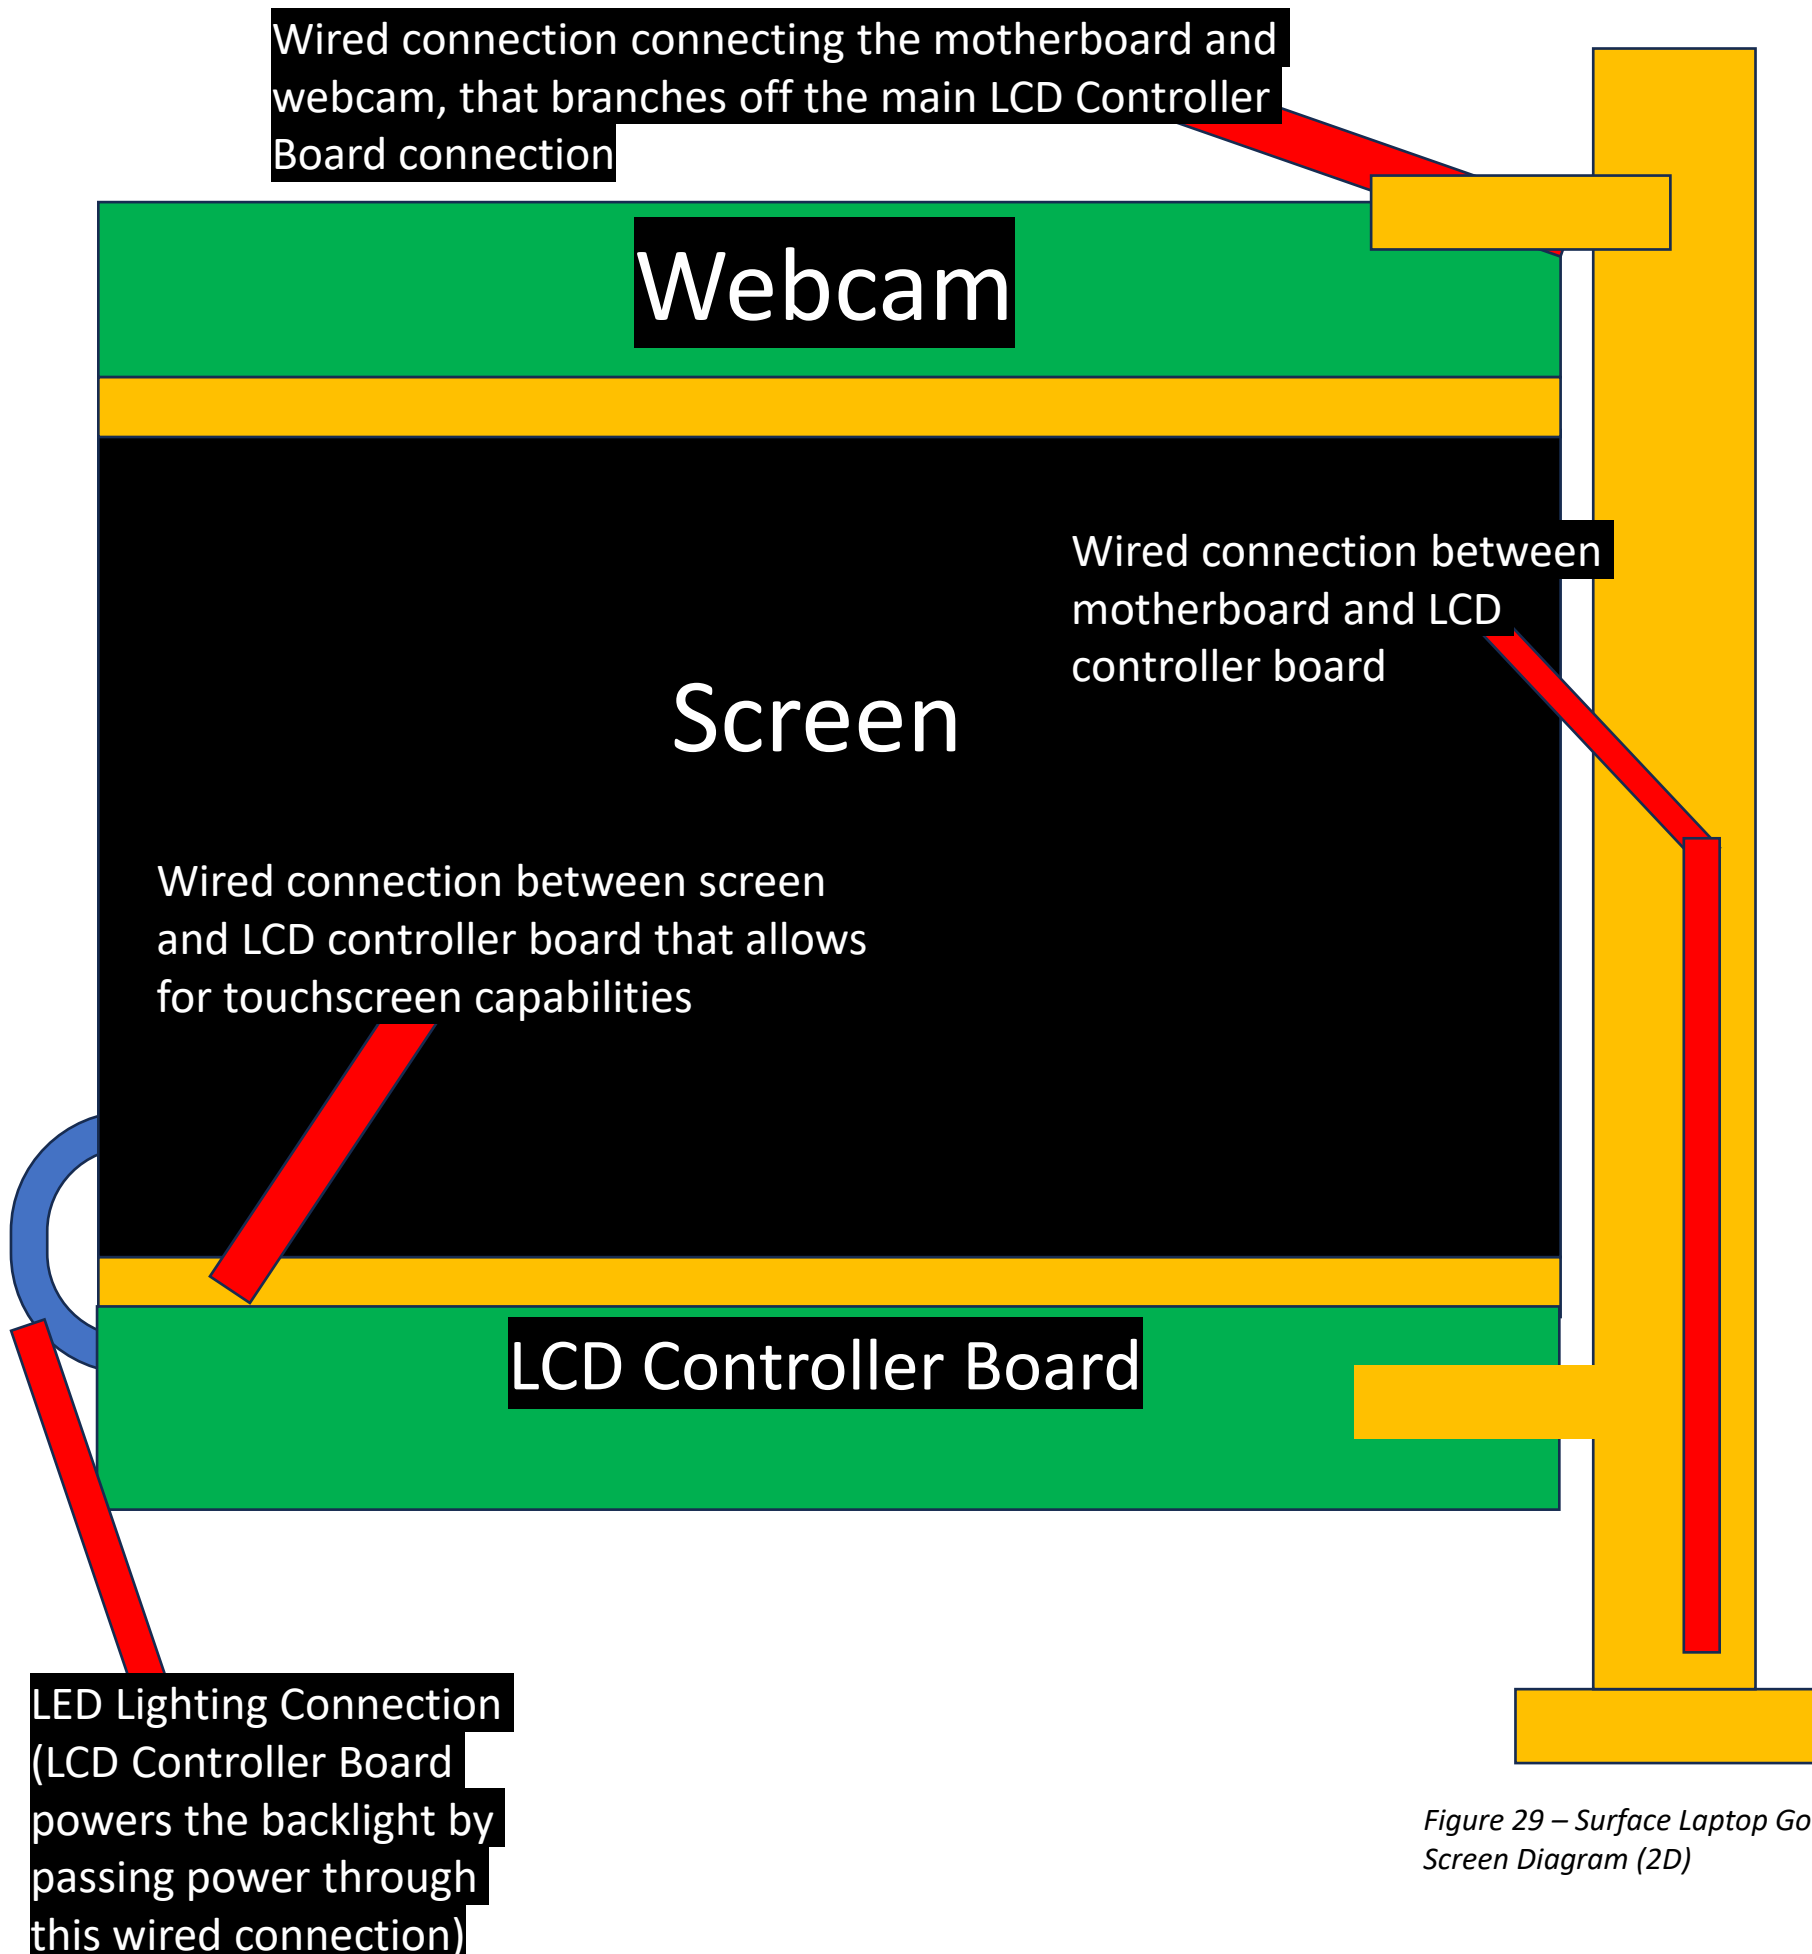 Wired connection connecting the motherboard and
webcam, that branches off the main LCD Controller
Board connection
Webcam
Wired connection between
motherboard and LCD
controller board
Screen
Wired connection between screen
and LCD controller board that allows
for touchscreen capabilities
LCD Controller Board
LED Lighting Connection
(LCD Controller Board
powers the backlight by
passing power through
this wired connection)
Figure 29 – Surface Laptop Go
Screen Diagram (2D)